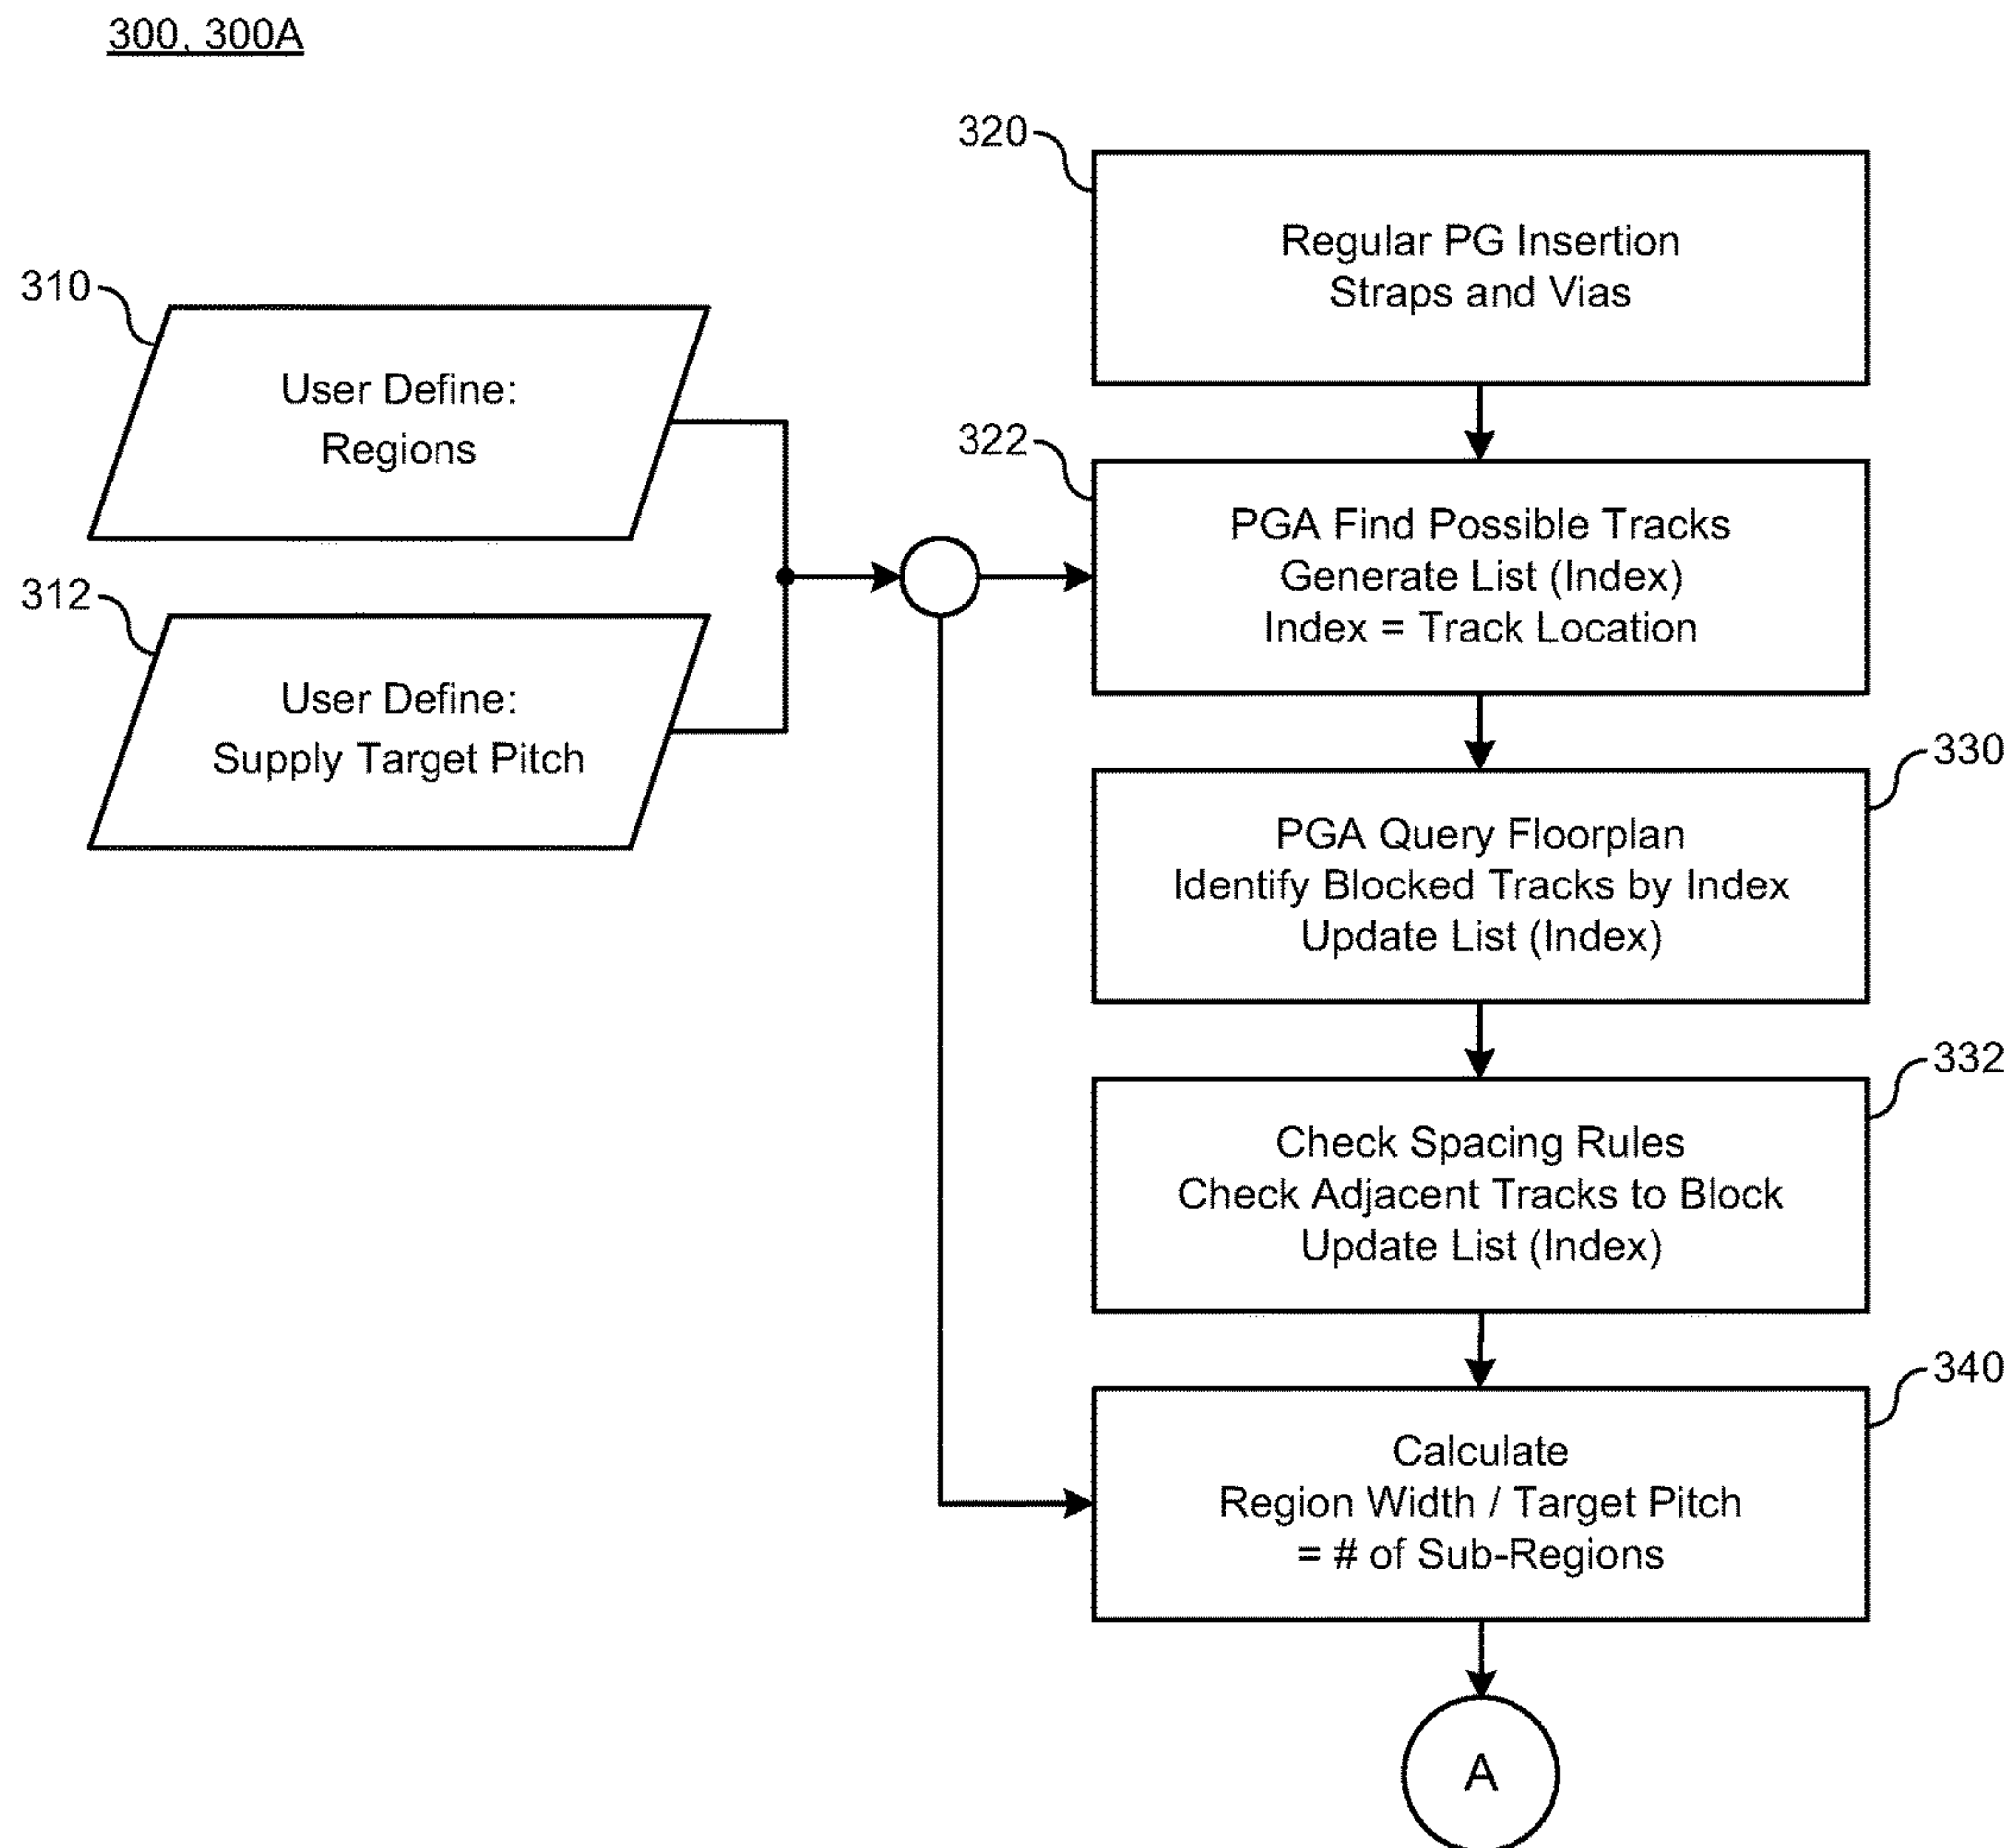 300, 300A
320
Regular PG Insertion
Straps and Vias
310
User Define:
Regions
322
PGA Find Possible Tracks
Generate List (Index)
Index = Track Location
312
User Define:
Supply Target Pitch
330
PGA Query Floorplan
Identify Blocked Tracks by Index
Update List (Index)
332
Check Spacing Rules
Check Adjacent Tracks to Block
Update List (Index)
340
Calculate
Region Width / Target Pitch
= # of Sub-Regions
A